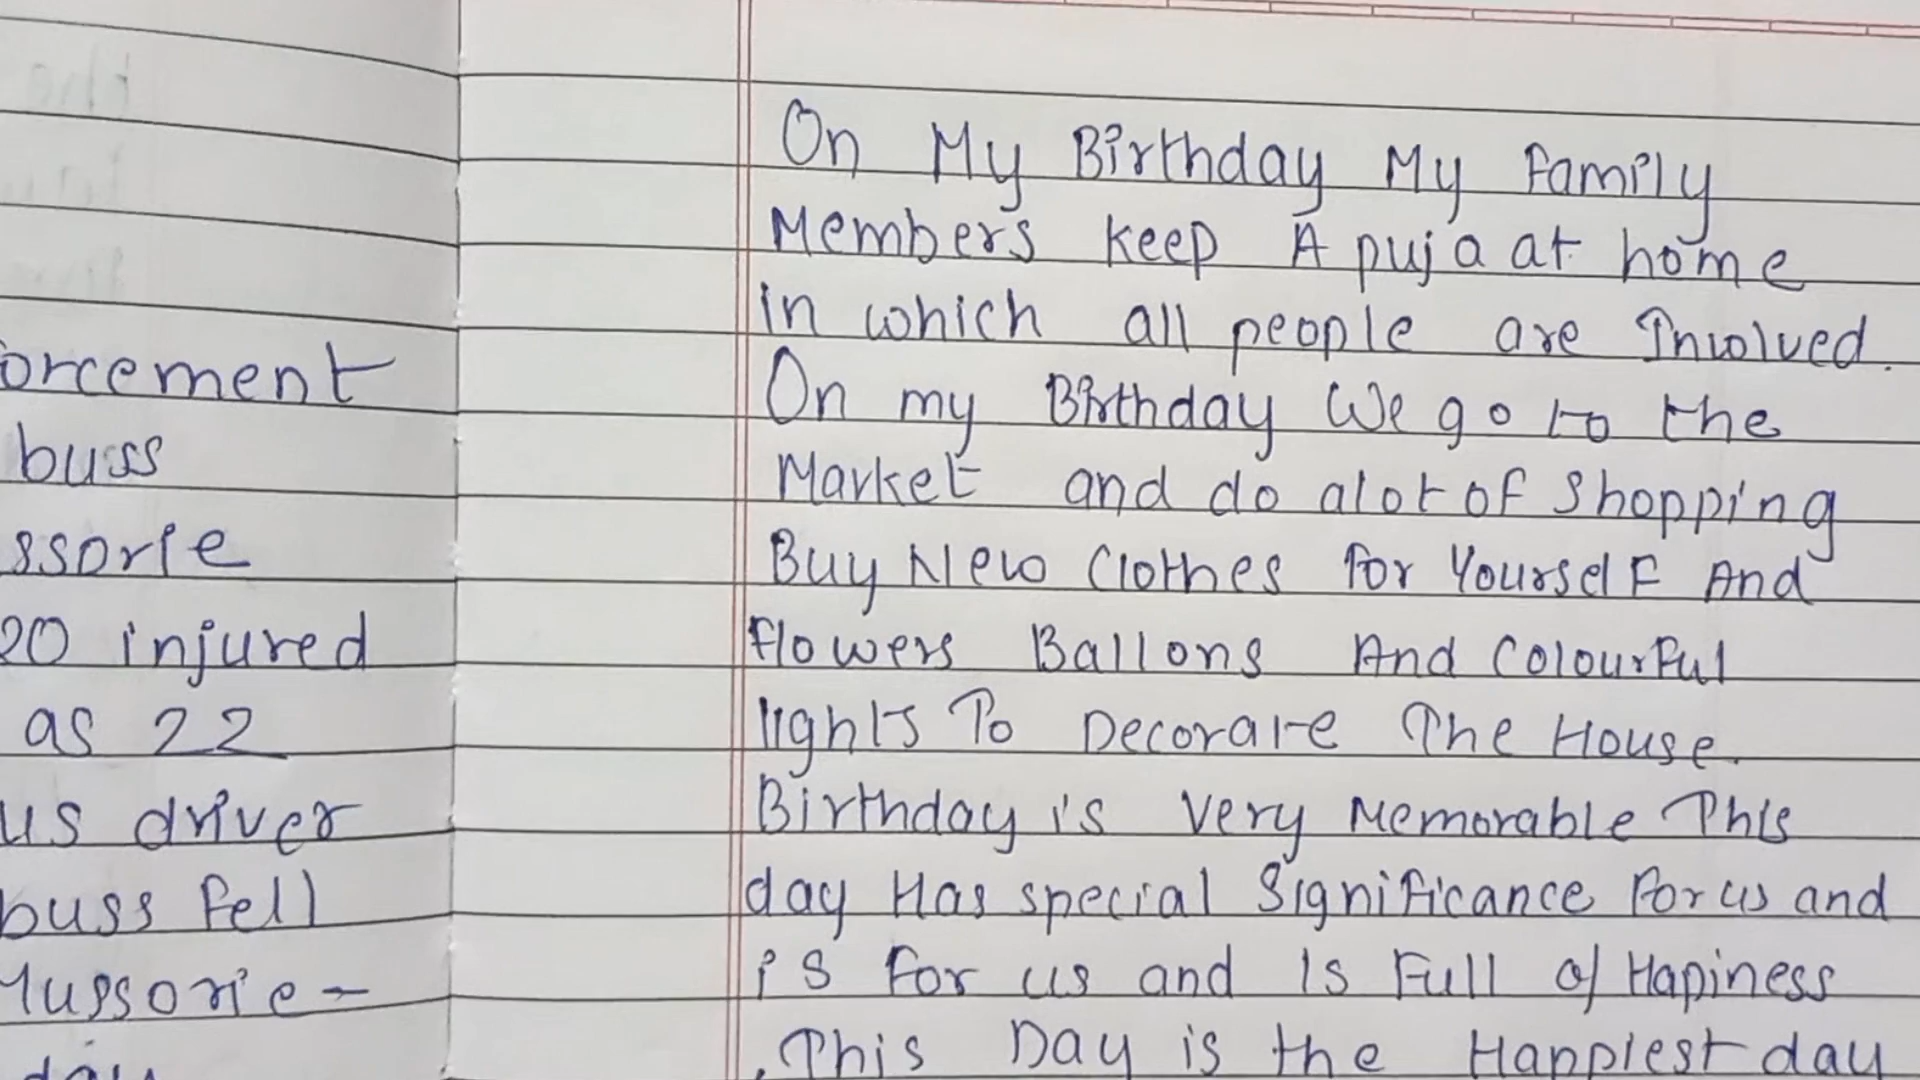 orcement
buss
ssorie
20 injured
as 22
us driver
buss fell
Mussorie-
day
On My Birthday My family
Members keep A puja at home
in which all people are Involved.
On my Birthday We go to the
Market and do alot of shopping
Buy New Clothes for Yourself And
flowers Ballons And Colourful
lights To Decorate The House.
Birthday is very Memorable This
day Has special Significance For us and
is For us and Is Full of Hapiness
.This Day is the Happiest day